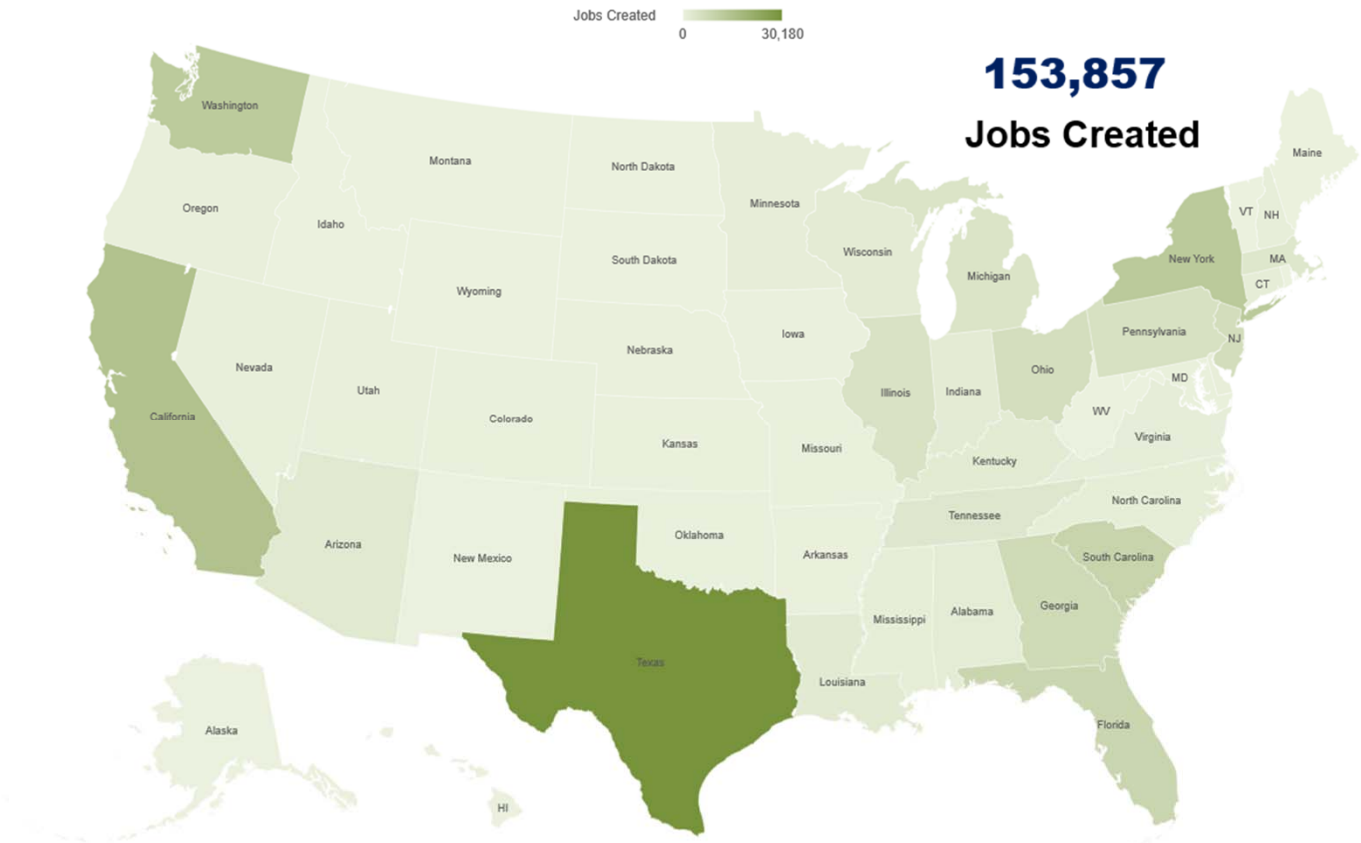 Jobs Created
0 30,180
153,857
Jobs Created
Washington
Montana
North Dakota
Minnesota
Maine
Oregon
Idaho
VT
NH
Wisconsin
South Dakota
New York
MA
Michigan
CT
Wyoming
Iowa
Pennsylvania
NJ
Nebraska
Nevada
Ohio
MD
Utah
Illinois
Indiana
California
Colorado
WV
Kansas
Missouri
Virginia
Kentucky
North Carolina
Tennessee
Oklahoma
Arizona
New Mexico
Arkansas
South Carolina
Georgia
Alabama
Mississippi
Texas
Louisiana
Florida
Alaska
HI